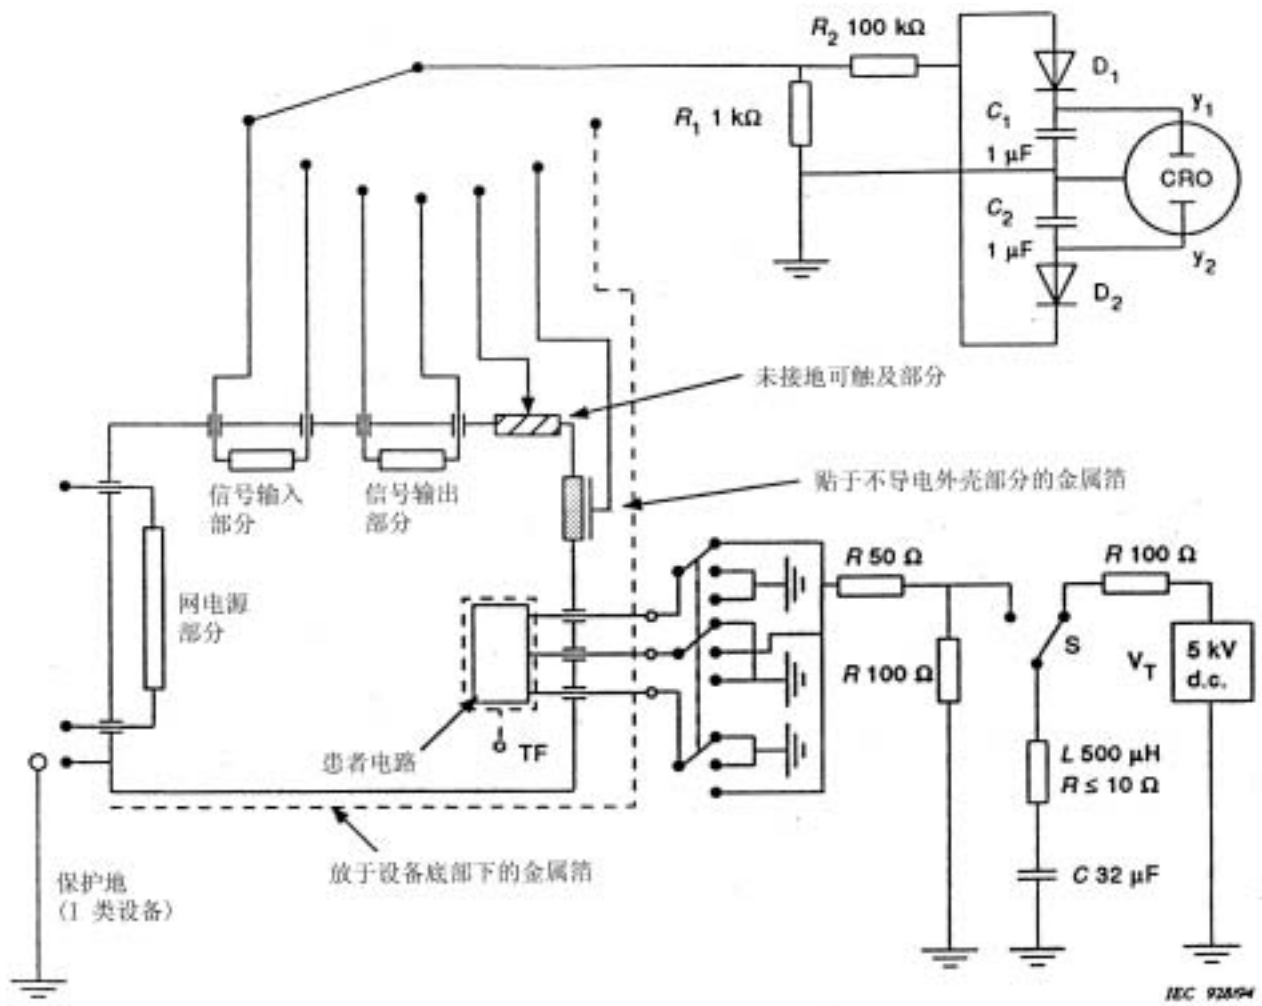 R₂ 100 kΩ
D₁
R₁ 1 kΩ
C₁
1 μF
y₁
CRO
C₂
1 μF
y₂
D₂
未接地可触及部分
贴于不导电外壳部分的金属箔
信号输入
部分
信号输出
部分
网电源
部分
R 50 Ω
R 100 Ω
S
V_T
5 kV
d.c.
R 100 Ω
患者电路
TF
L 500 μH
R ≤ 10 Ω
C 32 μF
放于设备底部下的金属箔
保护地
(I 类设备)
IEC 928/94